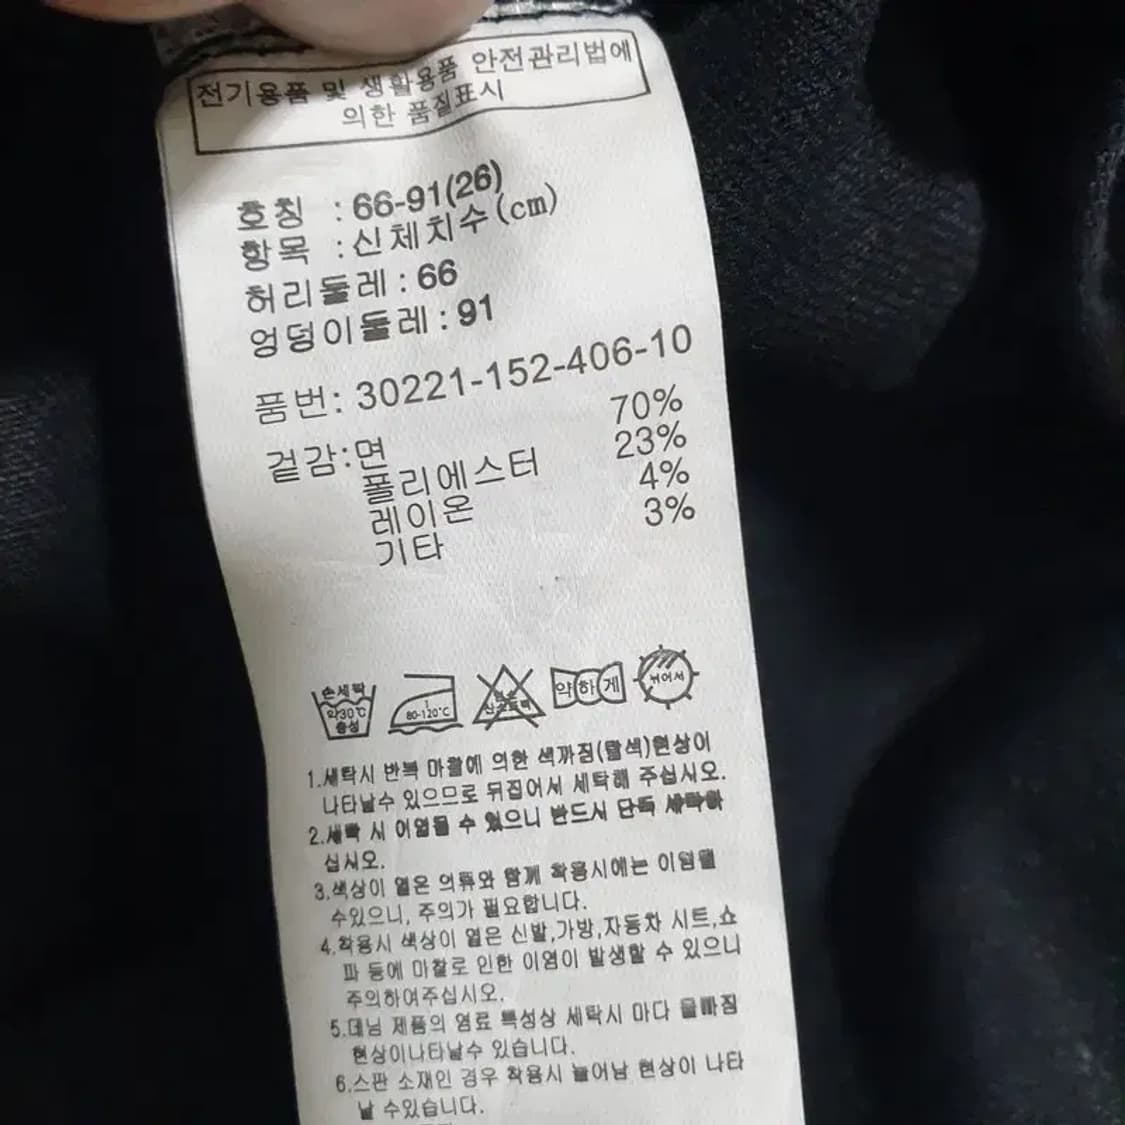 전기용품 및 생활용품 안전관리법에
의한 품질표시
호칭 : 66-91(26)
항목 : 신체치수(cm)
허리둘레 : 66
엉덩이둘레 : 91
품번: 30221-152-406-10
겉감:면 70%
폴리에스터 23%
레이온 4%
기타 3%
손세탁
약30℃
중성
1
80-120℃
약하게
뉘어서
1.세탁시 반복 마찰에 의한 색까짐(탈색)현상이
나타날수 있으므로 뒤집어서 세탁해 주십시오.
2.세탁 시 이염될 수 있으니 반드시 단독 세탁하
십시오.
3.색상이 옅은 의류와 함께 착용시에는 이염될
수있으니, 주의가 필요합니다.
4.착용시 색상이 옅은 신발,가방,자동차 시트,쇼
파 등에 마찰로 인한 이염이 발생할 수 있으니
주의하여주십시오.
5.데님 제품의 염료 특성상 세탁시 마다 물빠짐
현상이나타날수 있습니다.
6.스판 소재인 경우 착용시 늘어남 현상이 나타
날 수있습니다.